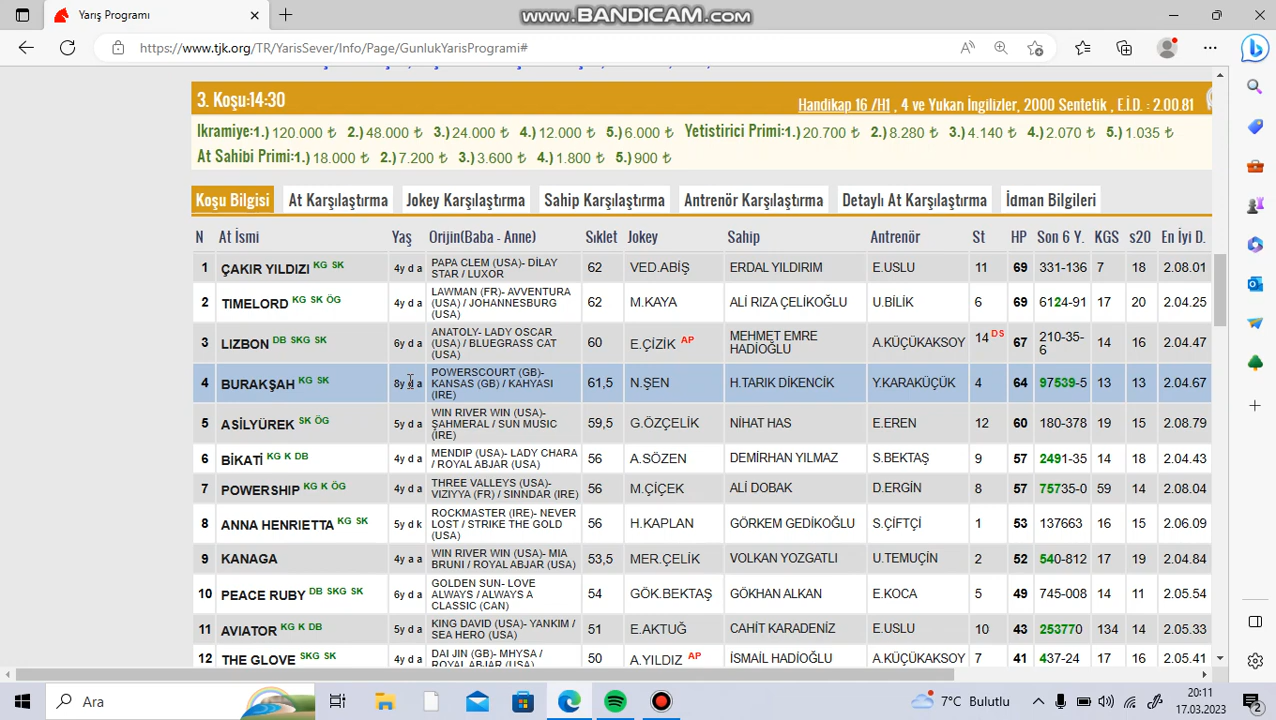 Yarış Programı
www.BANDICAM.com
https://www.tjk.org/TR/YarisSever/Info/Page/GunlukYarisProgrami#
3. Koşu:14:30
Handikap 16 /H1 , 4 ve Yukarı İngilizler, 2000 Sentetik , E.İ.D. : 2.00.81
Ikramiye:1.) 120.000 ₺ 2.) 48.000 ₺ 3.) 24.000 ₺ 4.) 12.000 ₺ 5.) 6.000 ₺ Yetistirici Primi:1.) 20.700 ₺ 2.) 8.280 ₺ 3.) 4.140 ₺ 4.) 2.070 ₺ 5.) 1.035 ₺
At Sahibi Primi:1.) 18.000 ₺ 2.) 7.200 ₺ 3.) 3.600 ₺ 4.) 1.800 ₺ 5.) 900 ₺
Koşu Bilgisi At Karşılaştırma Jokey Karşılaştırma Sahip Karşılaştırma Antrenör Karşılaştırma Detaylı At Karşılaştırma İdman Bilgileri
N At İsmi Yaş Orijin(Baba - Anne) Sıklet Jokey Sahip Antrenör St HP Son 6 Y. KGS s20 En İyi D.
1 ÇAKIR YILDIZI KG SK 4y d a PAPA CLEM (USA)- DİLAY STAR / LUXOR 62 VED.ABİŞ ERDAL YILDIRIM E.USLU 11 69 331-136 7 18 2.08.01
2 TIMELORD KG SK ÖG 4y d a LAWMAN (FR)- AVVENTURA (USA) / JOHANNESBURG (USA) 62 M.KAYA ALİ RIZA ÇELİKOĞLU U.BİLİK 6 69 6124-91 17 20 2.04.25
3 LIZBON DB SKG SK 6y d a ANATOLY- LADY OSCAR (USA) / BLUEGRASS CAT (USA) 60 E.ÇİZİK AP MEHMET EMRE HADİOĞLU A.KÜÇÜKAKSOY 14 DS 67 210-35-6 14 16 2.04.67
4 BURAKŞAH KG SK 8y d a POWERSCOURT (GB)- KANSAS (GB) / KAHYASI (IRE) 61,5 N.ŞEN H.TARIK DİKENCİK Y.KARAKÜÇÜK 4 64 97539-5 13 13 2.04.67
5 ASİLYÜREK SK ÖG 5y d a WIN RIVER WIN (USA)- ŞAHMERAL / SUN MUSIC (IRE) 59,5 G.ÖZÇELİK NİHAT HAS E.EREN 12 60 180-378 19 15 2.08.79
6 BİKATİ KG K DB 4y d a MENDIP (USA)- LADY CHARA / ROYAL ABJAR (USA) 56 A.SÖZEN DEMİRHAN YILMAZ S.BEKTAŞ 9 57 2491-35 14 18 2.04.43
7 POWERSHIP KG K ÖG 4y d a THREE VALLEYS (USA)- VIZIYYA (FR) / SINNDAR (IRE) 56 M.ÇİÇEK ALİ DOBAK D.ERGİN 8 57 75735-0 59 14 2.08.04
8 ANNA HENRIETTA KG SK 5y d k ROCKMASTER (IRE)- NEVER LOST / STRIKE THE GOLD (USA) 56 H.KAPLAN GÖRKEM GEDİKOĞLU S.ÇİFTÇİ 1 53 137663 16 15 2.06.09
9 KANAGA 4y a a WIN RIVER WIN (USA)- MIA BRUNI / ROYAL ABJAR (USA) 53,5 MER.ÇELİK VOLKAN YOZGATLI U.TEMUÇİN 2 52 540-812 17 19 2.04.84
10 PEACE RUBY DB SKG SK 6y d a GOLDEN SUN- LOVE ALWAYS / ALWAYS A CLASSIC (CAN) 54 GÖK.BEKTAŞ GÖKHAN ALKAN E.KOCA 5 49 745-008 14 11 2.05.54
11 AVIATOR KG K DB 5y d a KING DAVID (USA)- YANKIM / SEA HERO (USA) 51 E.AKTUĞ CAHİT KARADENİZ E.USLU 10 43 253770 134 14 2.05.33
12 THE GLOVE SKG SK 4y d a DAI JIN (GB)- MHYSA / ROYAL ABJAR (USA) 50 A.YILDIZ AP İSMAİL HADİOĞLU A.KÜÇÜKAKSOY 7 41 437-24 17 16 2.05.41
Ara
7°C Bulutlu
20:11
17.03.2023
2